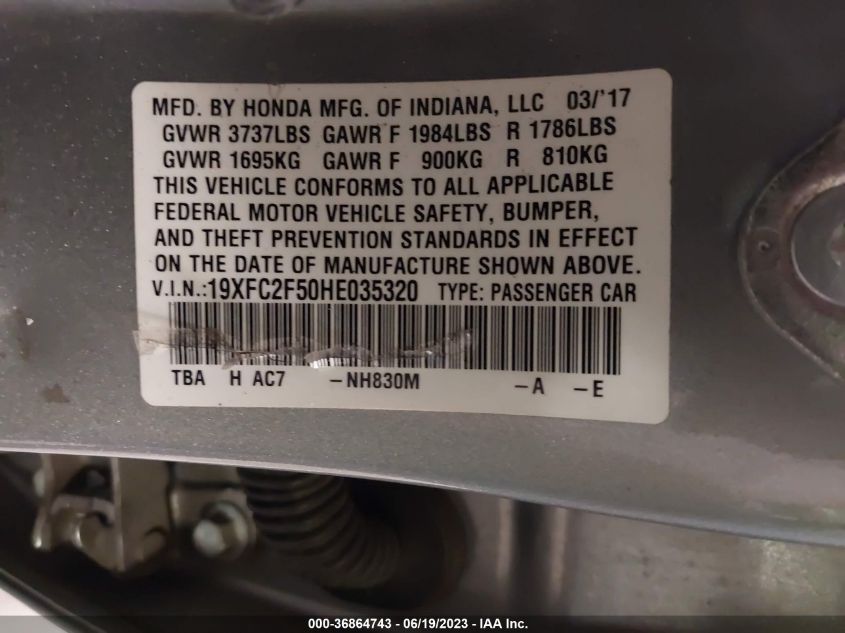 MFD. BY HONDA MFG. OF INDIANA, LLC 03/'17
GVWR 3737LBS GAWR F 1984LBS R 1786LBS
GVWR 1695KG GAWR F 900KG R 810KG
THIS VEHICLE CONFORMS TO ALL APPLICABLE
FEDERAL MOTOR VEHICLE SAFETY, BUMPER,
AND THEFT PREVENTION STANDARDS IN EFFECT
ON THE DATE OF MANUFACTURE SHOWN ABOVE.
V.I.N.:19XFC2F50HE035320 TYPE: PASSENGER CAR
TBA H AC7 -NH830M -A -E
000-36864743 - 06/19/2023 - IAA Inc.